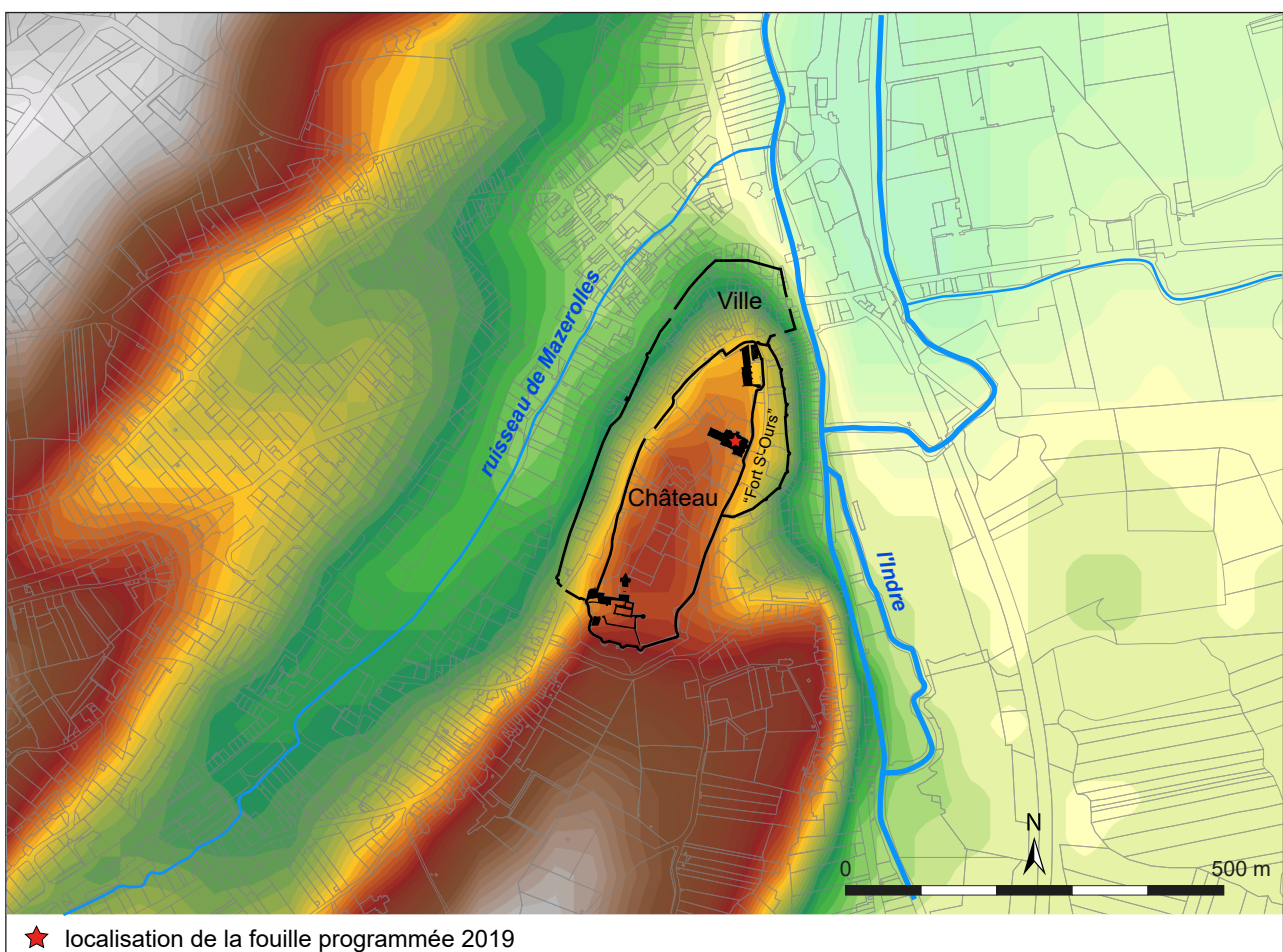 Ville
ruisseau de Mazerolles
"Fort St-Ours"
Château
l'Indre
N
0 500 m
localisation de la fouille programmée 2019